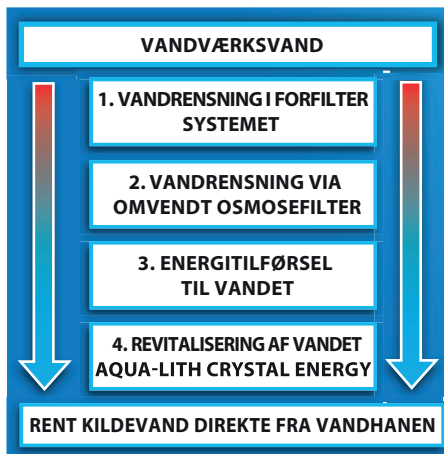 VANDVÆRKSVAND
1. VANDRENSNING I FORFILTER
SYSTEMET
2. VANDRENSNING VIA
OMVENDT OSMOSEFILTER
3. ENERGITILFØRSEL
TIL VANDET
4. REVITALISERING AF VANDET
AQUA-LITH CRYSTAL ENERGY
RENT KILDEVAND DIREKTE FRA VANDHANEN